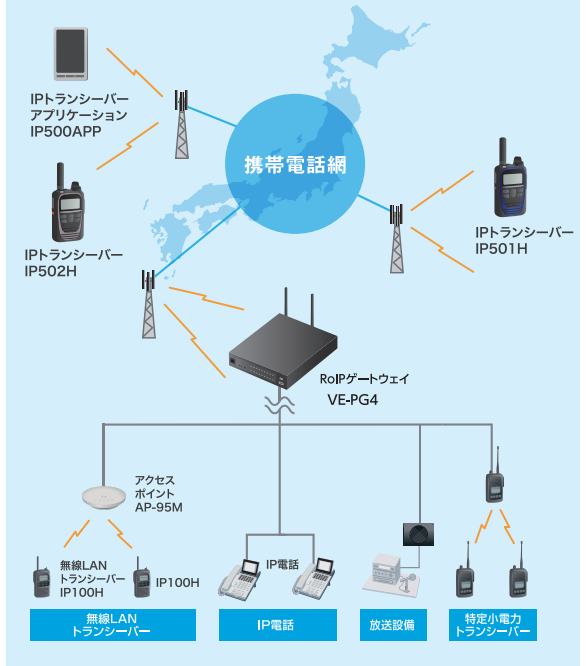 IPトランシーバー
アプリケーション
IP500APP
携帯電話網
IPトランシーバー
IP502H
IPトランシーバー
IP501H
RoIPゲートウェイ
VE-PG4
アクセス
ポイント
AP-95M
無線LAN
トランシーバー
IP100H
IP100H
IP電話
無線LAN
トランシーバー
IP電話
放送設備
特定小電力
トランシーバー